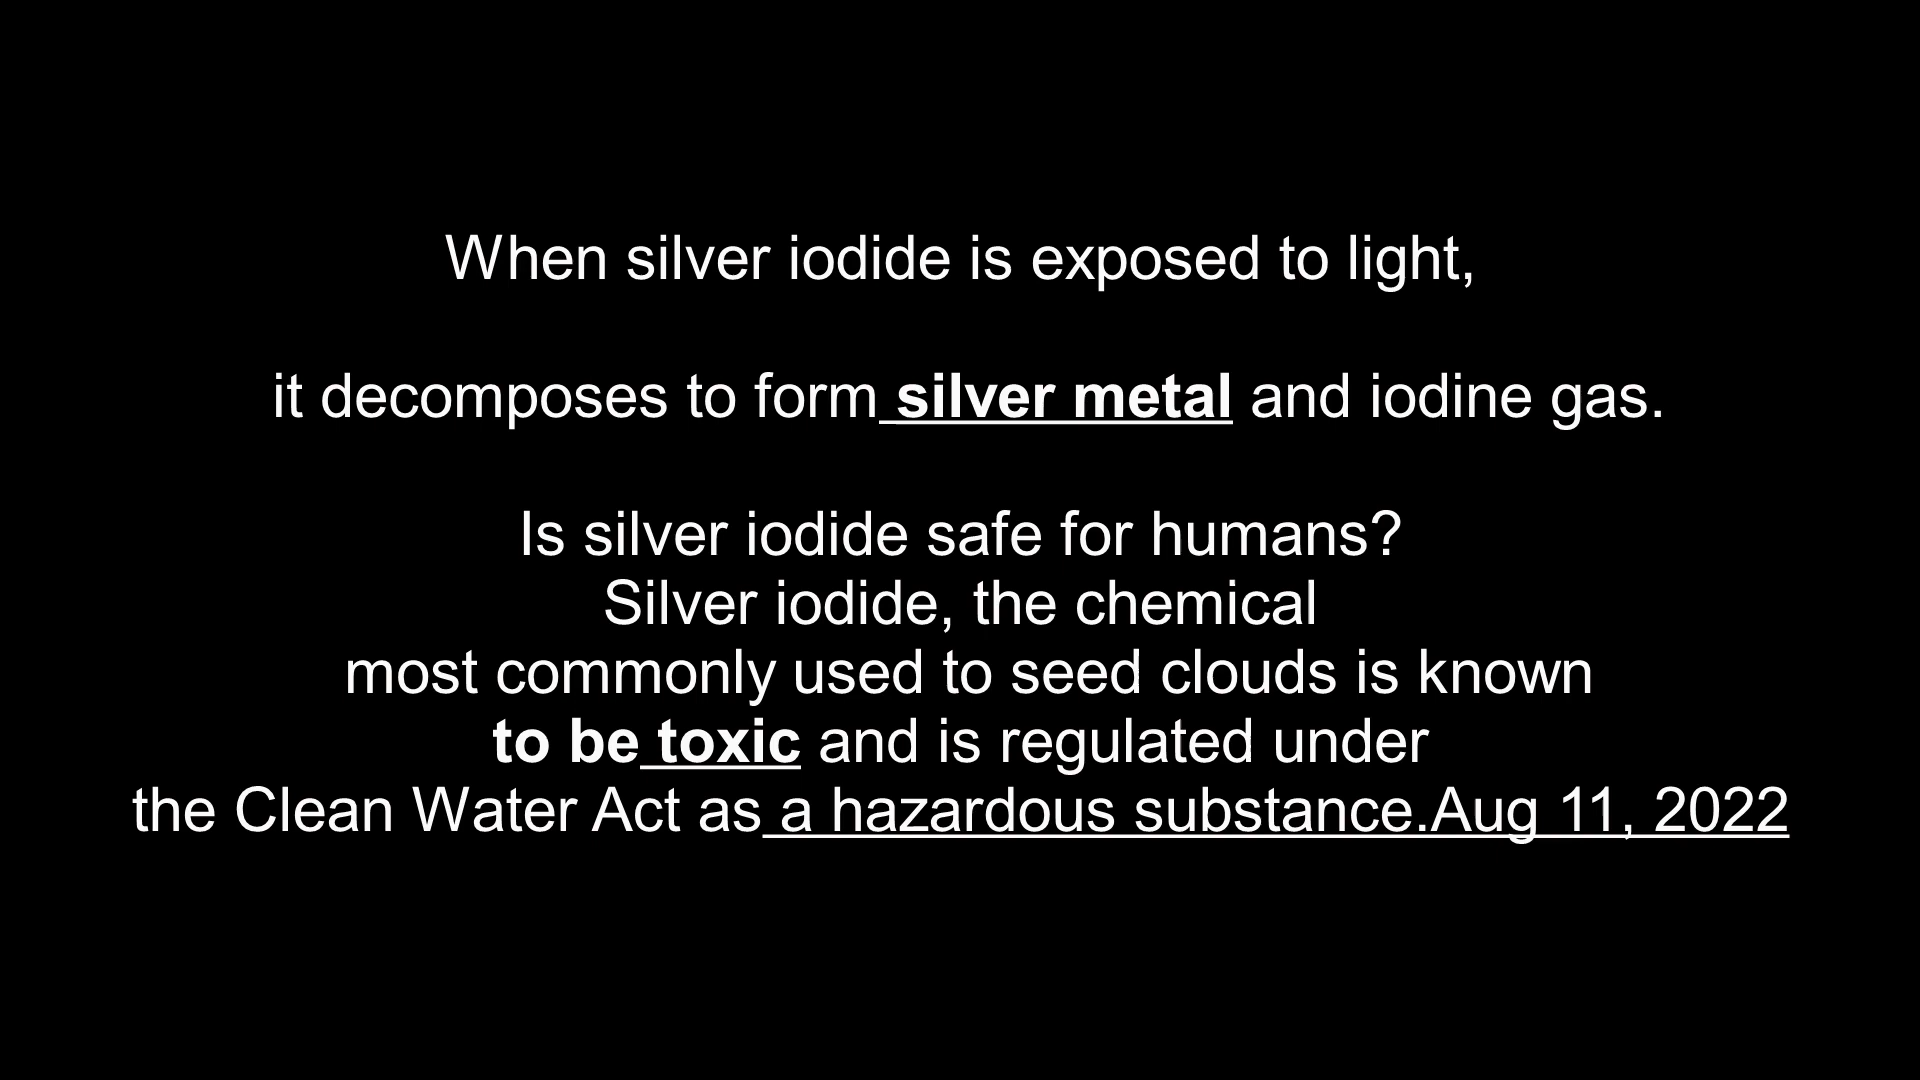 When silver iodide is exposed to light,
it decomposes to form silver metal and iodine gas.
Is silver iodide safe for humans?
Silver iodide, the chemical
most commonly used to seed clouds is known
to be toxic and is regulated under
the Clean Water Act as a hazardous substance.Aug 11, 2022